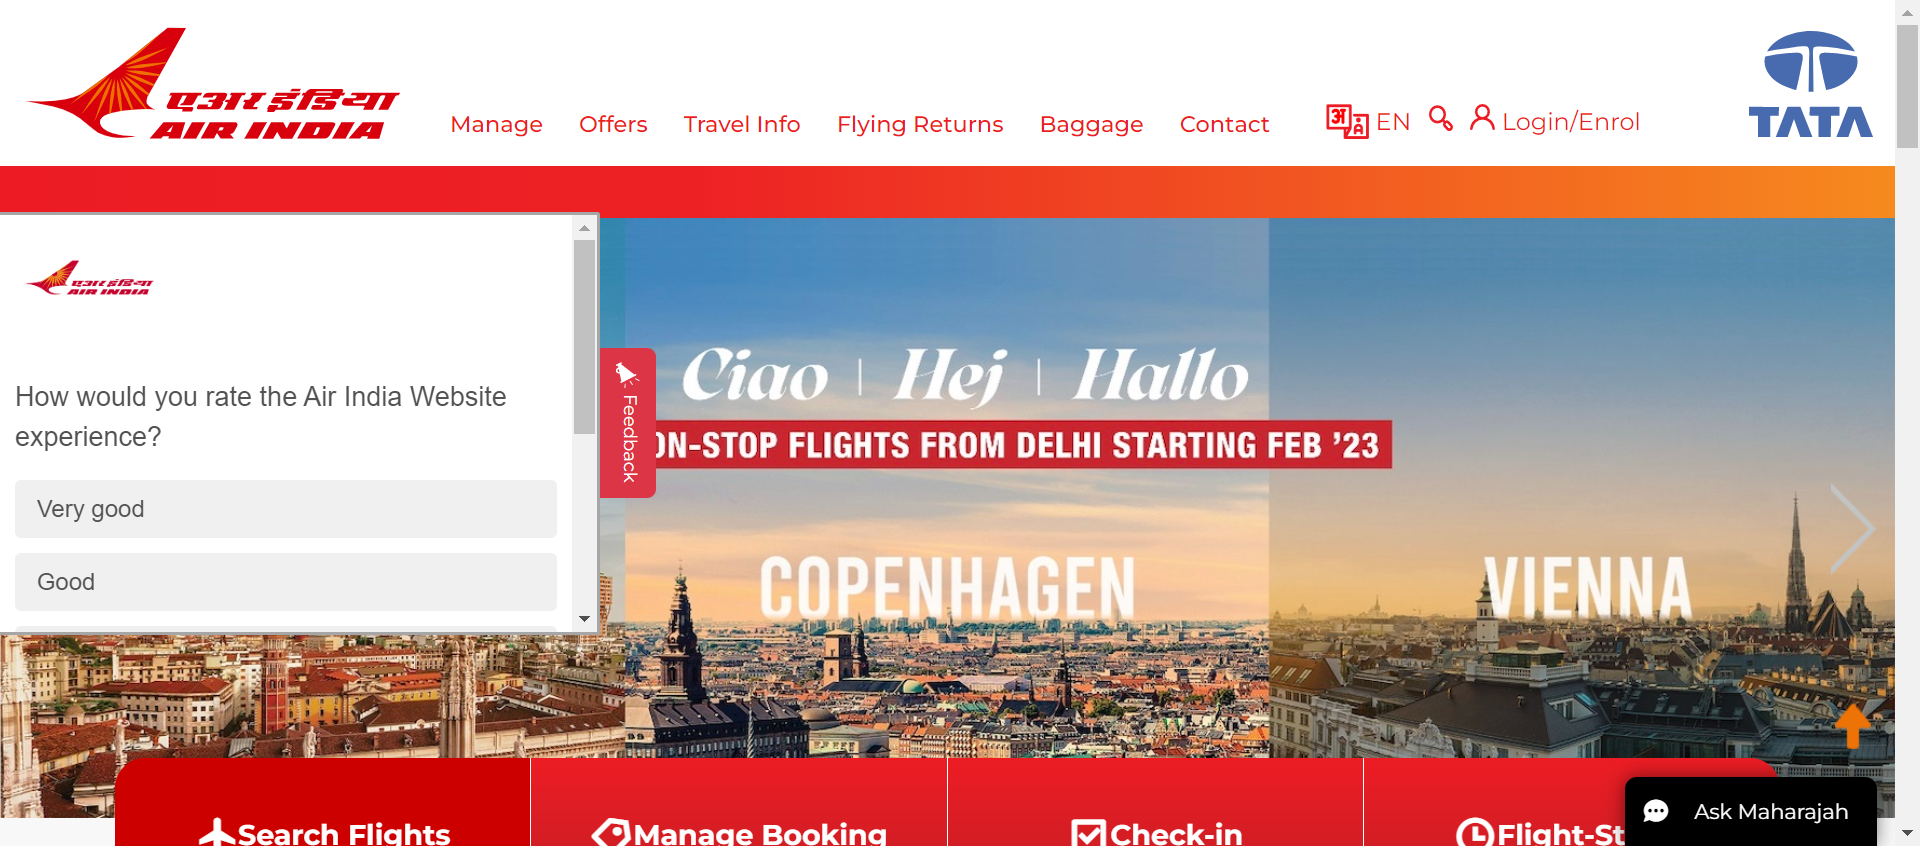 एअर इंडिया
AIR INDIA
Manage
Offers
Travel Info
Flying Returns
Baggage
Contact
अ
EN
Login/Enrol
TATA
एअर इंडिया
AIR INDIA
How would you rate the Air India Website
experience?
Very good
Good
Feedback
Ciao | Hej | Hallo
ON-STOP FLIGHTS FROM DELHI STARTING FEB ’23
COPENHAGEN
VIENNA
Search Flights
Manage Booking
Check-in
Flight-St
Ask Maharajah